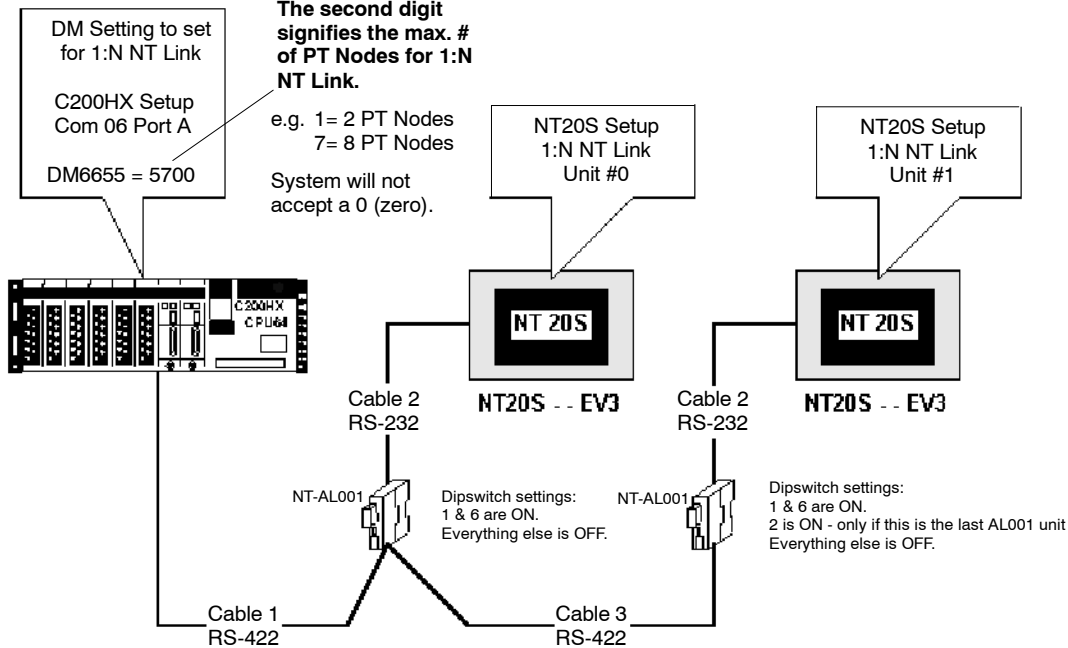 DM Setting to set
for 1:N NT Link
C200HX Setup
Com 06 Port A
DM6655 = 5700
The second digit
signifies the max. #
of PT Nodes for 1:N
NT Link.
e.g. 1= 2 PT Nodes
7= 8 PT Nodes
System will not
accept a 0 (zero).
NT20S Setup
1:N NT Link
Unit #0
NT20S Setup
1:N NT Link
Unit #1
C200HX
NT 20S
NT20S - - EV3
NT 20S
NT20S - - EV3
Cable 2
RS-232
Cable 2
RS-232
NT-AL001
Dipswitch settings:
1 & 6 are ON.
Everything else is OFF.
NT-AL001
Dipswitch settings:
1 & 6 are ON.
2 is ON - only if this is the last AL001 unit
Everything else is OFF.
Cable 1
RS-422
Cable 3
RS-422